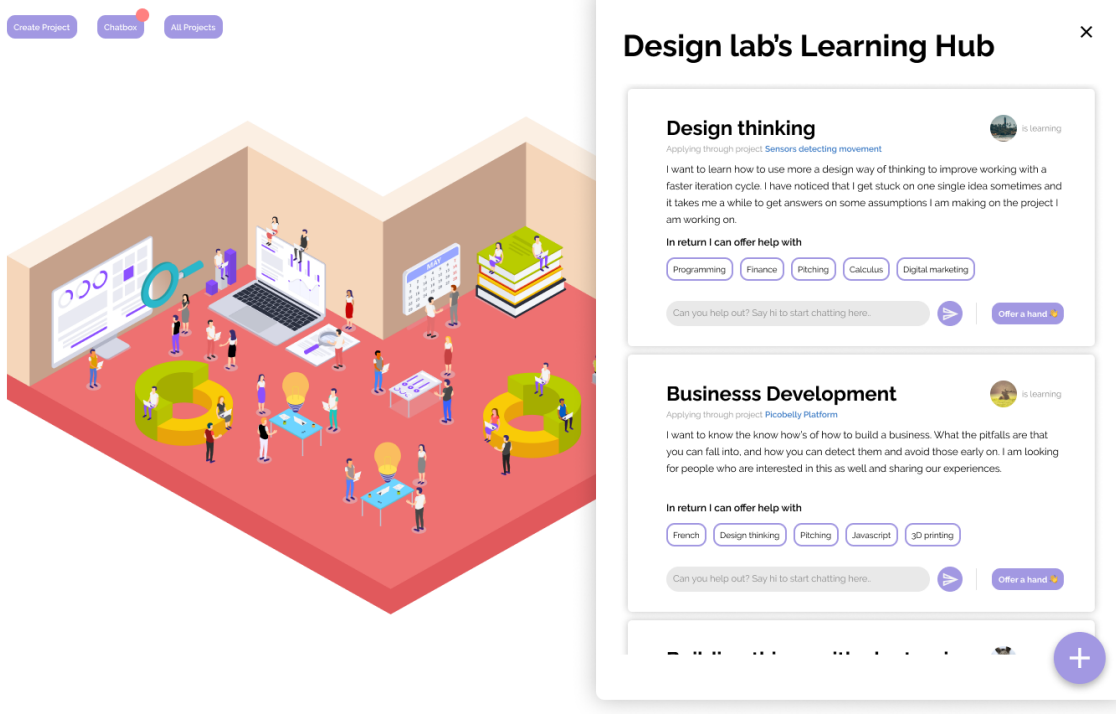 Create Project
Chatbox
All Projects
MAY
Design lab's Learning Hub
Design thinking
is learning
Applying through project Sensors detecting movement
I want to learn how to use more a design way of thinking to improve working with a
faster iteration cycle. I have noticed that I get stuck on one single idea sometimes and
it takes me a while to get answers on some assumptions I am making on the project I
am working on.
In return I can offer help with
Programming
Finance
Pitching
Calculus
Digital marketing
Can you help out? Say hi to start chatting here..
Offer a hand 👋
Businesss Development
is learning
Applying through project Picobelly Platform
I want to know the know how's of how to build a business. What the pitfalls are that
you can fall into, and how you can detect them and avoid those early on. I am looking
for people who are interested in this as well and sharing our experiences.
In return I can offer help with
French
Design thinking
Pitching
Javascript
3D printing
Can you help out? Say hi to start chatting here..
Offer a hand 👋